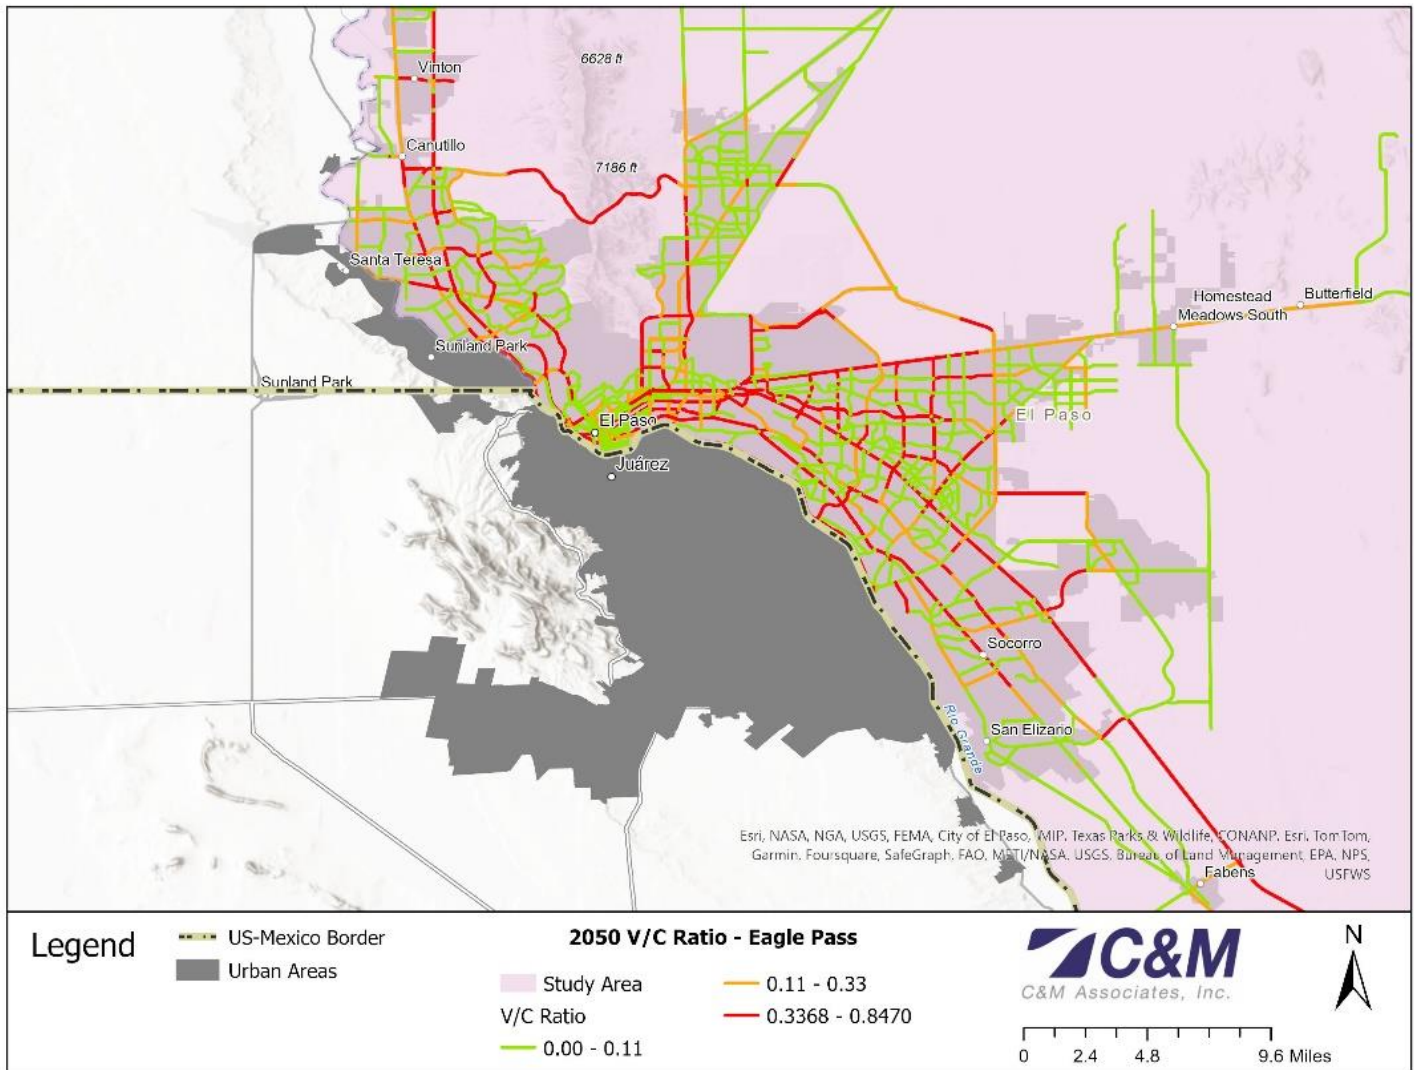 6628 ft
Vinton
Canutillo
7186 ft
Santa Teresa
Homestead
Meadows South
Butterfield
Sunland Park
Sunland Park
El Paso
El Paso
Juárez
Socorro
Rio Grande
San Elizario
Esri, NASA, NGA, USGS, FEMA, City of El Paso, IMIP, Texas Parks & Wildlife, CONANP, Esri, TomTom,
Garmin, Foursquare, SafeGraph, FAO, METI/NASA, USGS, Bureau of Land Management, EPA, NPS,
USFWS
Fabens
Legend
US-Mexico Border
Urban Areas
2050 V/C Ratio - Eagle Pass
Study Area
V/C Ratio
0.00 - 0.11
0.11 - 0.33
0.3368 - 0.8470
C&M
C&M Associates, Inc.
N
0 2.4 4.8 9.6 Miles